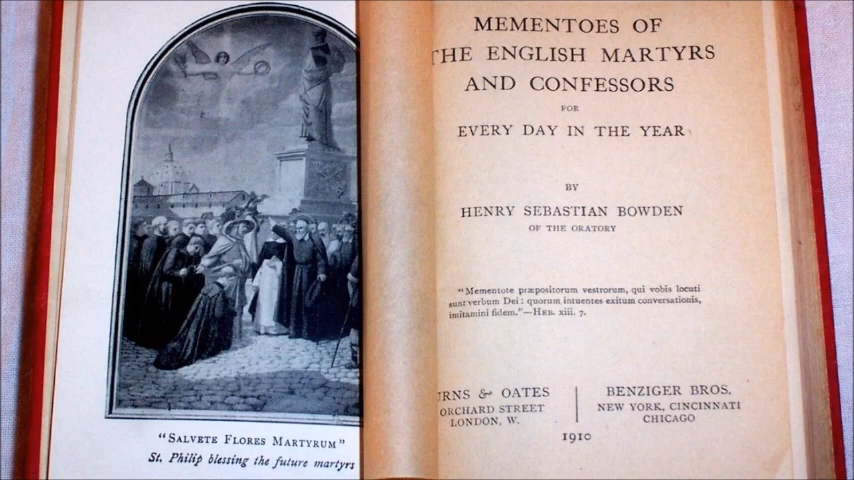 "SALVETE FLORES MARTYRUM"
St. Philip blessing the future martyrs
MEMENTOES OF
THE ENGLISH MARTYRS
AND CONFESSORS
FOR
EVERY DAY IN THE YEAR
BY
HENRY SEBASTIAN BOWDEN
OF THE ORATORY
"Mementote præpositorum vestrorum, qui vobis locuti
sunt verbum Dei: quorum intuentes exitum conversationis,
imitamini fidem."—HEB. xiii. 7.
URNS & OATES
ORCHARD STREET
LONDON, W.
BENZIGER BROS.
NEW YORK, CINCINNATI
CHICAGO
1910